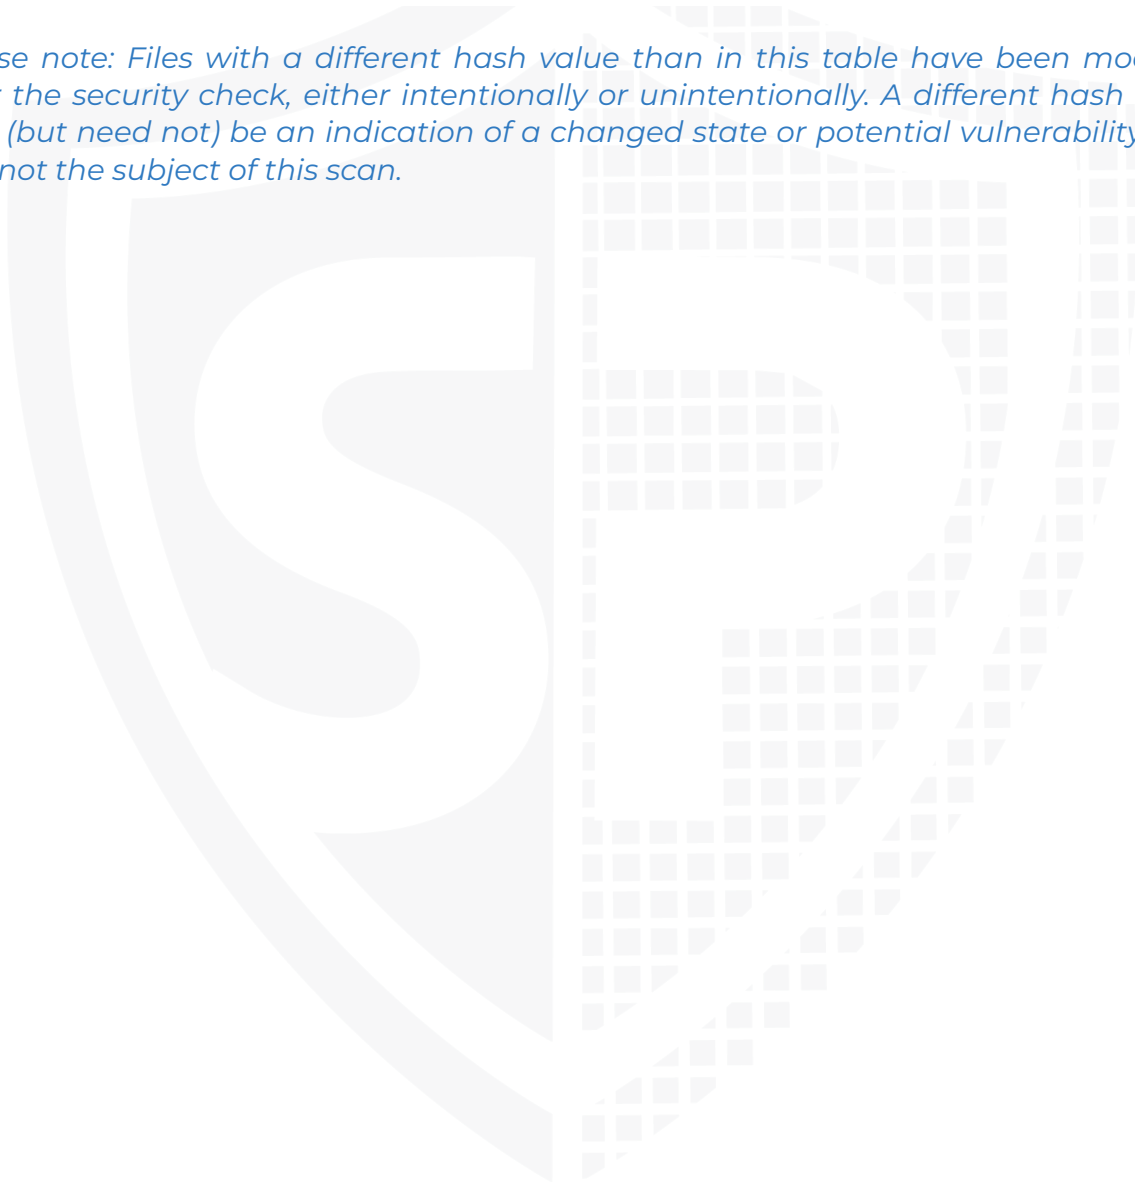 se note: Files with a different hash value than in this table have been mo
the security check, either intentionally or unintentionally. A different hash
(but need not) be an indication of a changed state or potential vulnerability
not the subject of this scan.
SP